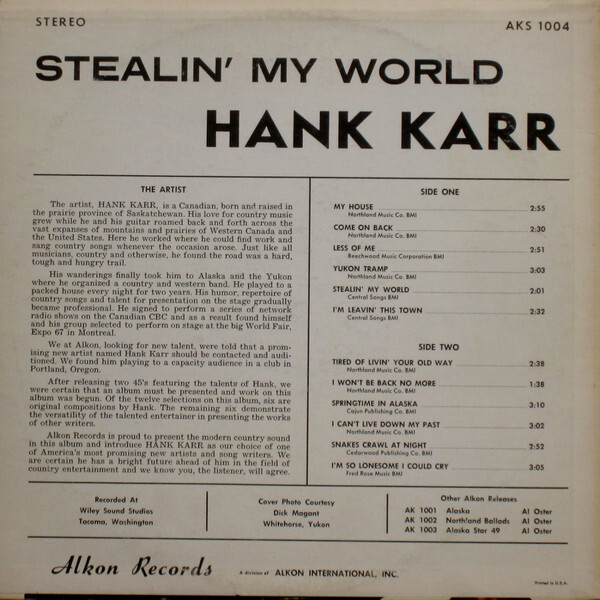 STEREO
AKS 1004
STEALIN' MY WORLD
HANK KARR
THE ARTIST
The artist, HANK KARR, is a Canadian, born and raised in
the prairie province of Saskatchewan. His love for country music
grew while he and his guitar roamed back and forth across the
vast expanses of mountains and prairies of Western Canada and
the United States. Here he worked where he could find work and
sang country songs whenever the occasion arose. Just like all
musicians, country and otherwise, he found the road was a hard,
tough and hungry trail.
His wanderings finally took him to Alaska and the Yukon
where he organized a country and western band. He played to a
packed house every night for two years. His humor, repertoire of
country songs and talent for presentation on the stage gradually
became professional. He signed to perform a series of network
radio shows on the Canadian CBC and as a result found himself
and his group selected to perform on stage at the big World Fair,
Expo 67 in Montreal.
We at Alkon, looking for new talent, were told that a prom-
ising new artist named Hank Karr should be contacted and audi-
tioned. We found him playing to a capacity audience in a club in
Portland, Oregon.
After releasing two 45's featuring the talents of Hank, we
were certain that an album must be presented and work on this
album was begun. Of the twelve selections on this album, six are
original compositions by Hank. The remaining six demonstrate
the versatility of the talented entertainer in presenting the works
of other writers.
Alkon Records is proud to present the modern country sound
in this album and introduce HANK KARR as our choice of one
of America's most promising new artists and song writers. We
are certain he has a bright future ahead of him in the field of
country entertainment and we know you, the listener, will agree.
SIDE ONE
MY HOUSE 2:55
Northland Music Co. BMI
COME ON BACK 2:30
Northland Music Co. BMI
LESS OF ME 2:51
Beechwood Music Corporation BMI
YUKON TRAMP 3:03
Northland Music Co. BMI
STEALIN' MY WORLD 2:01
Central Songs BMI
I'M LEAVIN' THIS TOWN 2:32
Central Songs BMI
SIDE TWO
TIRED OF LIVIN' YOUR OLD WAY 2:38
Northland Music Co. BMI
I WON'T BE BACK NO MORE 1:38
Northland Music Co. BMI
SPRINGTIME IN ALASKA 3:10
Cajun Publishing Co. BMI
I CAN'T LIVE DOWN MY PAST 3:02
Northland Music Co. BMI
SNAKES CRAWL AT NIGHT 2:52
Cedarwood Publishing Co. BMI
I'M SO LONESOME I COULD CRY 3:05
Fred Rose Music BMI
Recorded At
Wiley Sound Studios
Tacoma, Washington
Cover Photo Courtesy
Dick Magant
Whitehorse, Yukon
Other Alkon Releases
AK 1001 Alaska Al Oster
AK 1002 Northland Ballads Al Oster
AK 1003 Alaska Star 49 Al Oster
Alkon Records A division of ALKON INTERNATIONAL, INC.
Printed in U.S.A.